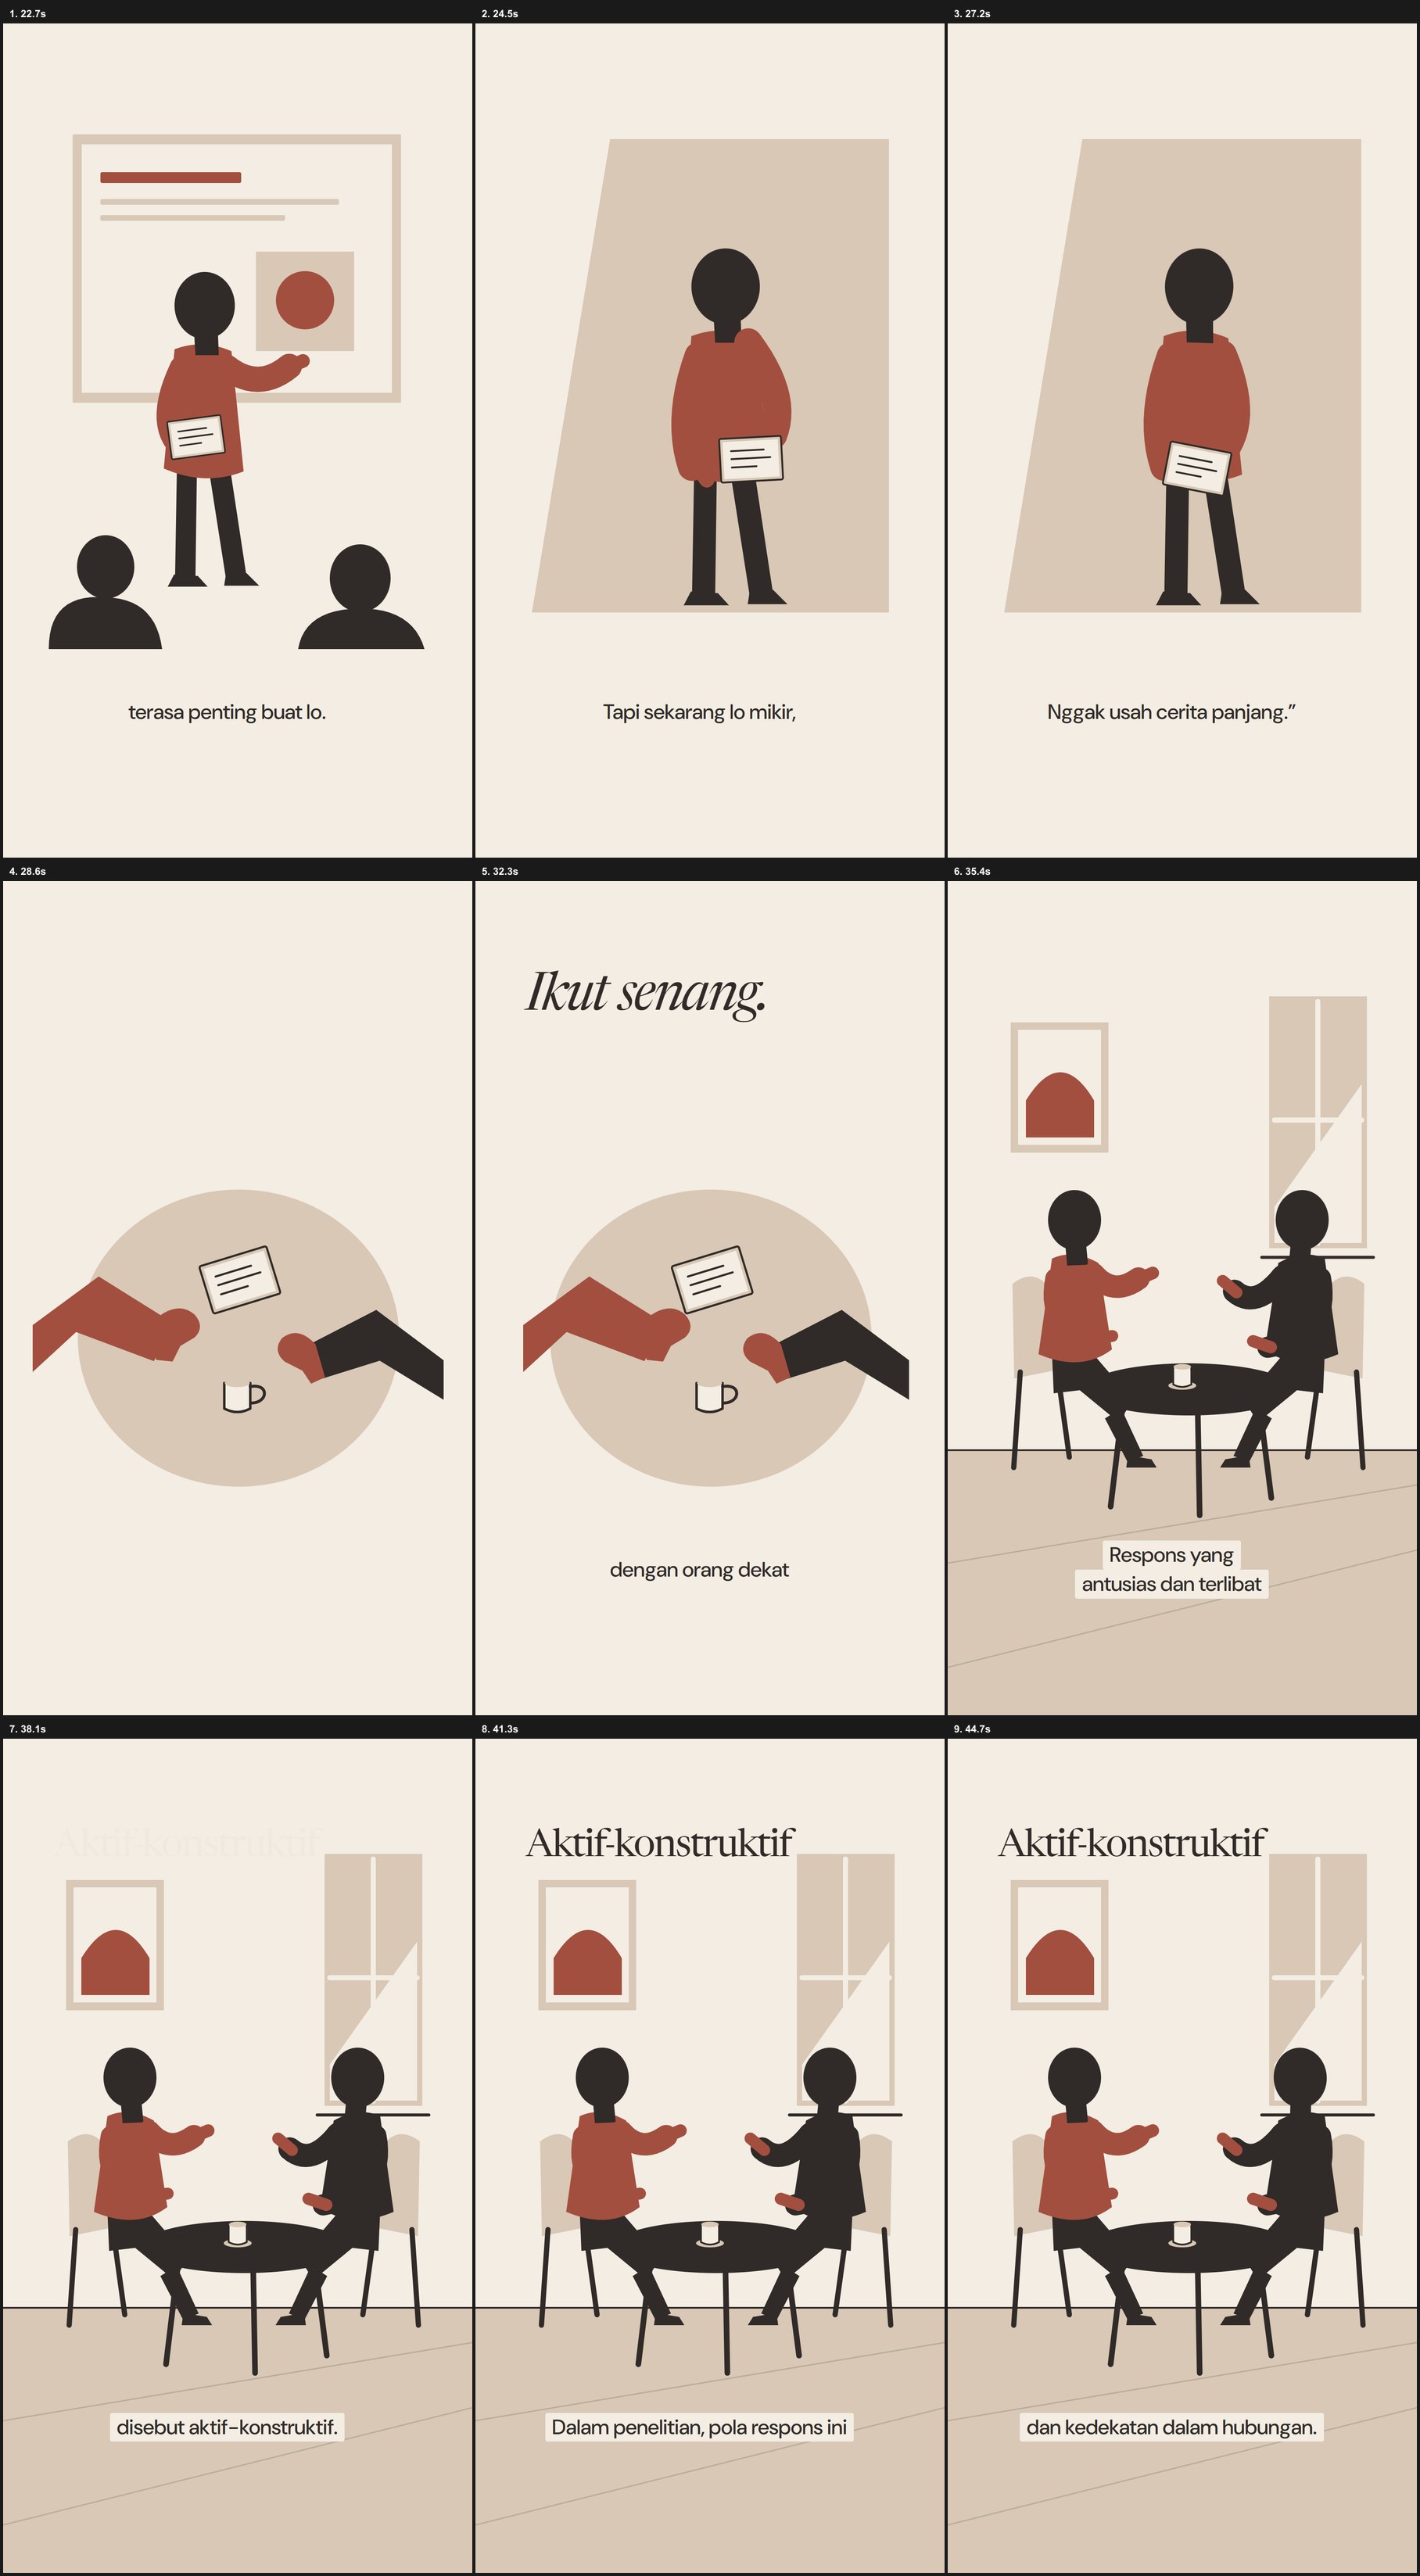 1. 22.7s
2. 24.5s
3. 27.2s
terasa penting buat lo.
Tapi sekarang lo mikir,
Nggak usah cerita panjang.”
4. 28.6s
5. 32.3s
6. 35.4s
Ikut senang.
dengan orang dekat
Respons yang
antusias dan terlibat
7. 38.1s
8. 41.3s
9. 44.7s
Aktif-konstruktif
Aktif-konstruktif
Aktif-konstruktif
disebut aktif-konstruktif.
Dalam penelitian, pola respons ini
dan kedekatan dalam hubungan.